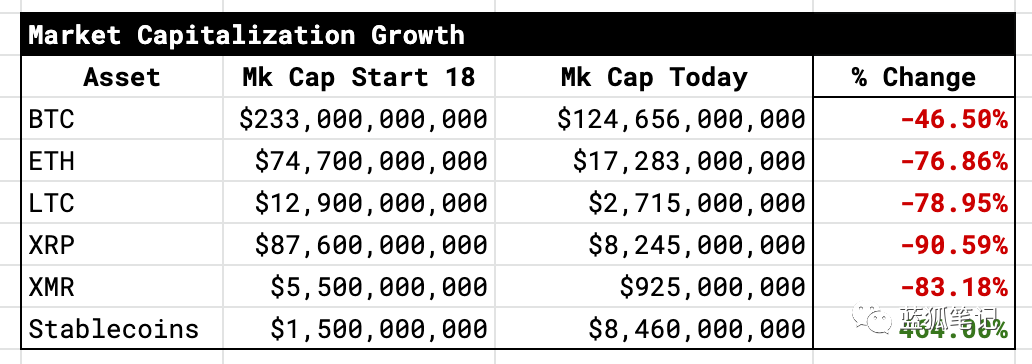 Market Capitalization Growth
Asset Mk Cap Start 18 Mk Cap Today % Change
BTC $233,000,000,000 $124,656,000,000 -46.50%
ETH $74,700,000,000 $17,283,000,000 -76.86%
LTC $12,900,000,000 $2,715,000,000 -78.95%
XRP $87,600,000,000 $8,245,000,000 -90.59%
XMR $5,500,000,000 $925,000,000 -83.18%
Stablecoins $1,500,000,000 $8,460,000,000 464.00%
蓝狐笔记